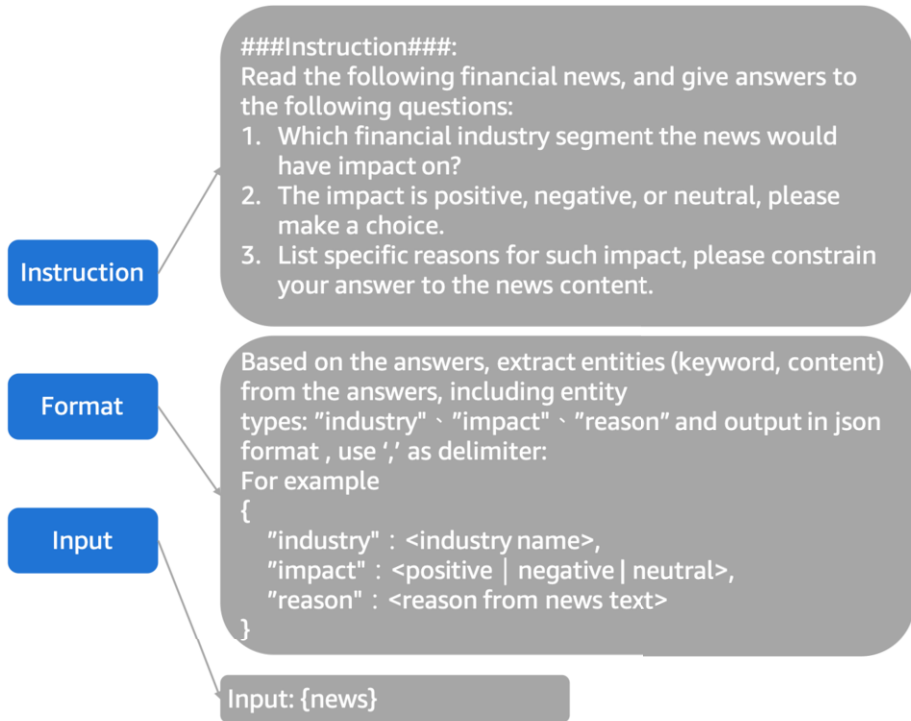 ###Instruction###:
Read the following financial news, and give answers to
the following questions:
1. Which financial industry segment the news would
have impact on?
2. The impact is positive, negative, or neutral, please
make a choice.
3. List specific reasons for such impact, please constrain
your answer to the news content.
Instruction
Based on the answers, extract entities (keyword, content)
from the answers, including entity
types: ”industry"、”impact"、”reason” and output in json
format , use ‘,’ as delimiter:
For example
{
”industry"：<industry name>,
”impact"：<positive｜negative | neutral>,
”reason"：<reason from news text>
}
Format
Input
Input: {news}